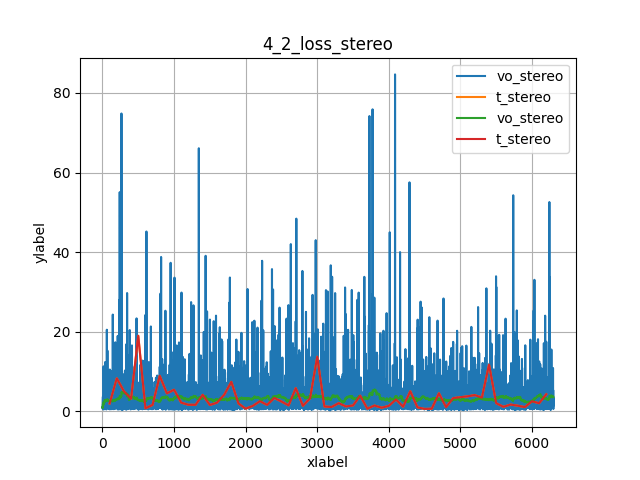 4_2_loss_stereo
vo_stereo
t_stereo
vo_stereo
t_stereo
ylabel
80
60
40
20
0
0 1000 2000 3000 4000 5000 6000
xlabel